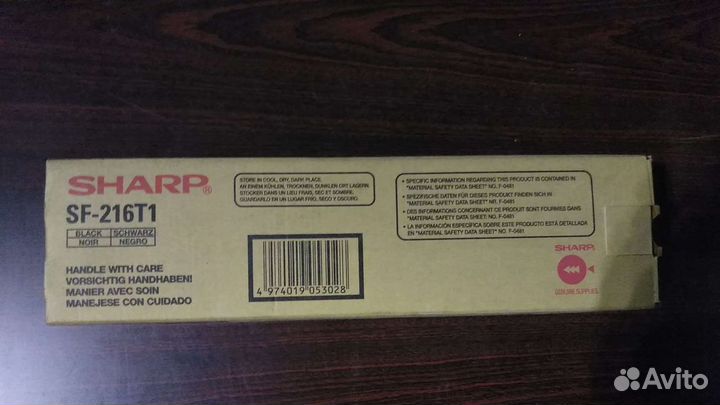 SHARP®
SF-216T1
BLACK SCHWARZ
NOIR NEGRO
HANDLE WITH CARE
VORSICHTIG HANDHABEN!
MANIER AVEC SOIN
MANEJESE CON CUIDADO
STORE IN COOL, DRY, DARK PLACE.
AN EINEM KÜHLEN, TROCKNEN, DUNKLEN ORT LAGERN.
STOCKER DANS UN LIEU FRAIS, SEC ET SOMBRE.
GUARDARLO EN UN LUGAR FRIO, SECO Y OSCURO
4 974019 053028
• SPECIFIC INFORMATION REGARDING THIS PRODUCT IS CONTAINED IN
"MATERIAL SAFETY DATA SHEET" NO. F-0481
• SPEZIFISCHE DATEN FÜR DIESES PRODUKT FINDEN SICH IN
"MATERIAL SAFETY DATA SHEET" NR. F-0481
• DES INFORMATIONS CONCERNANT CE PRODUIT SONT FOURNIES DANS
"MATERIAL SAFETY DATA SHEET" NO. F-0481
• LA INFORMACIÓN ESPECÍFICA SOBRE ESTE PRODUCTO ESTÁ DETALLADA
EN "MATERIAL SAFETY DATA SHEET" NO. F-0481
SHARP
GENUINE SUPPLIES
Avito